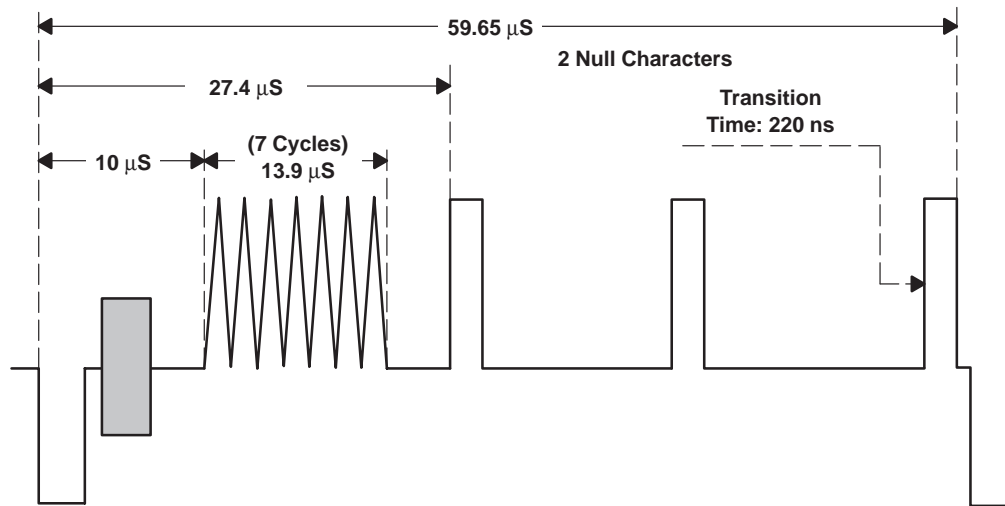 59.65 μS
2 Null Characters
27.4 μS
Transition
Time: 220 ns
(7 Cycles)
10 μS
13.9 μS